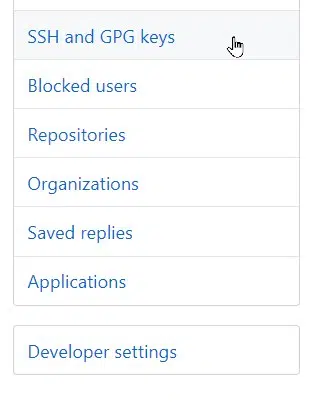 SSH and GPG keys
Blocked users
Repositories
Organizations
Saved replies
Applications
Developer settings